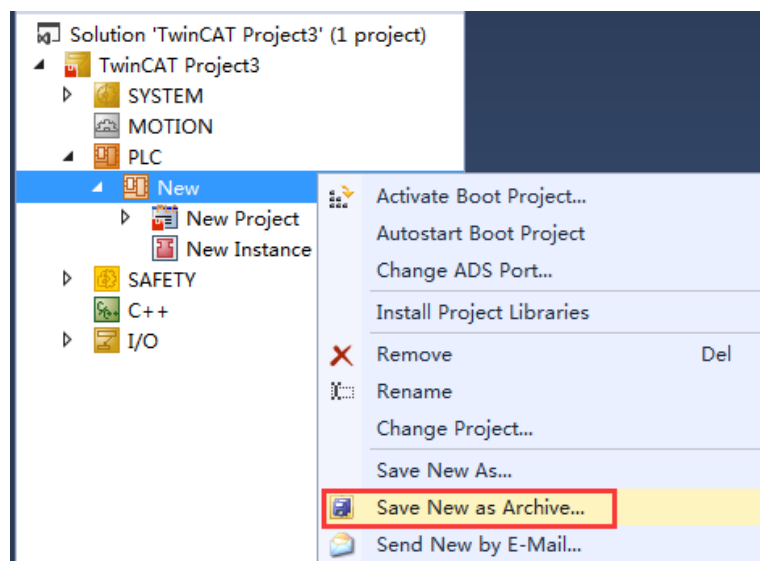 Solution 'TwinCAT Project3' (1 project)
TwinCAT Project3
SYSTEM
MOTION
PLC
New
New Project
New Instance
SAFETY
C++
I/O
Activate Boot Project...
Autostart Boot Project
Change ADS Port...
Install Project Libraries
Remove Del
Rename
Change Project...
Save New As...
Save New as Archive...
Send New by E-Mail...